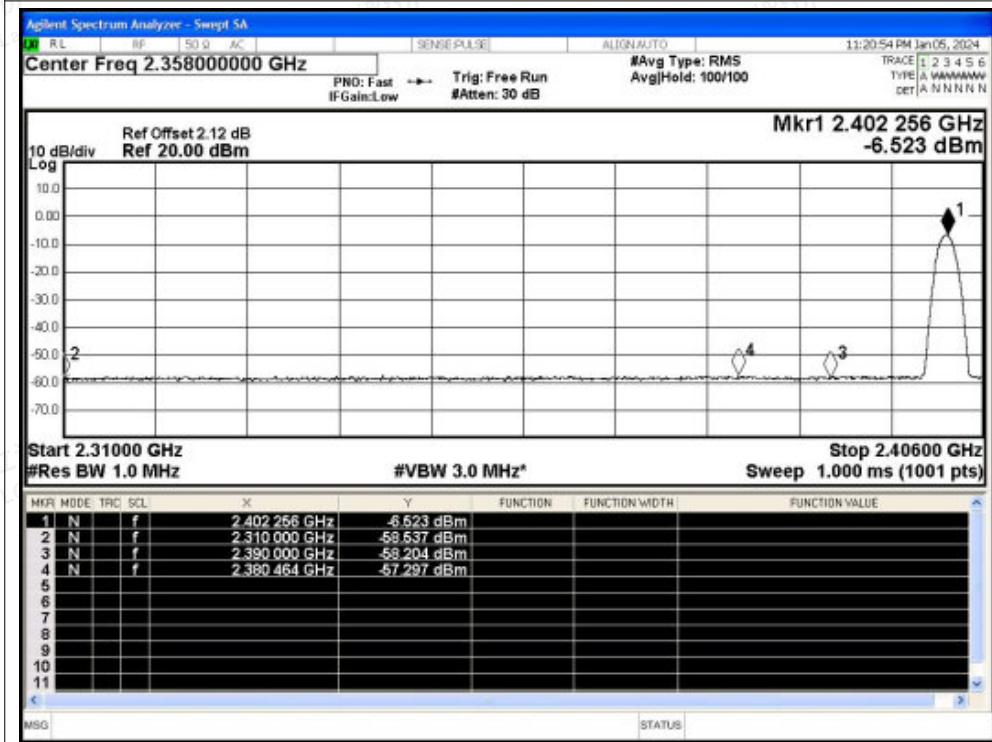 Agilent Spectrum Analyzer - Swept SA
RL RF 50 Ω AC SENSE:PULSE ALIGNAUTO 11:20:54 PM Jan 05, 2024
Center Freq 2.358000000 GHz #Avg Type: RMS TRACE 1 2 3 4 5 6
PNO: Fast Trig: Free Run Avg|Hold: 100/100 TYPE A WWWWW
IFGain:Low #Atten: 30 dB DET A N N N N N
Mkr1 2.402 256 GHz
Ref Offset 2.12 dB
10 dB/div Ref 20.00 dBm -6.523 dBm
Log
10.0
0.00
1
-10.0
-20.0
-30.0
-40.0
-50.0 2 4 3
-60.0
-70.0
Start 2.31000 GHz Stop 2.40600 GHz
#Res BW 1.0 MHz #VBW 3.0 MHz* Sweep 1.000 ms (1001 pts)
MKR MODE TRC SCL X Y FUNCTION FUNCTION WIDTH FUNCTION VALUE
1 N f 2.402 256 GHz -6.523 dBm
2 N f 2.310 000 GHz -58.537 dBm
3 N f 2.390 000 GHz -58.204 dBm
4 N f 2.380 464 GHz -57.297 dBm
5
6
7
8
9
10
11
MSG STATUS